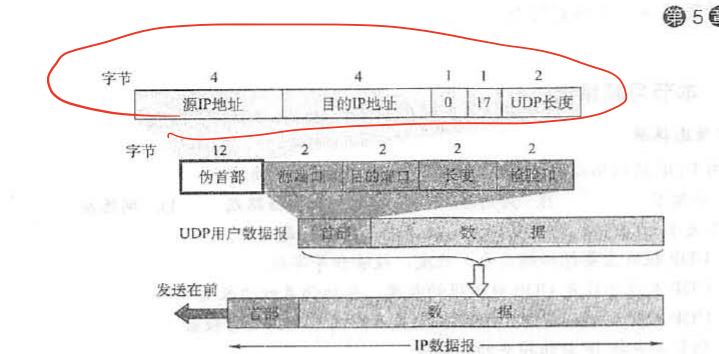 第5章
字节 4 4 1 1 2
源IP地址 目的IP地址 0 17 UDP长度
字节 12 2 2 2 2
伪首部 源端口 目的端口 长度 检验和
UDP用户数据报 首部 数 据
发送在前
首部 数 据
IP数据报